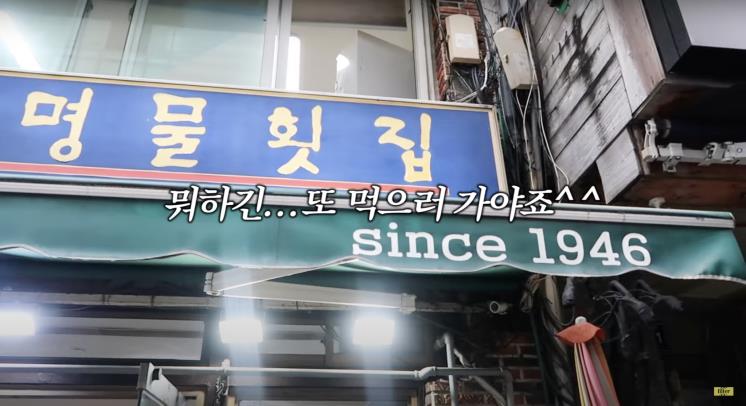 명물횟집
뭐하긴...또 먹으러 가야죠^^
since 1946